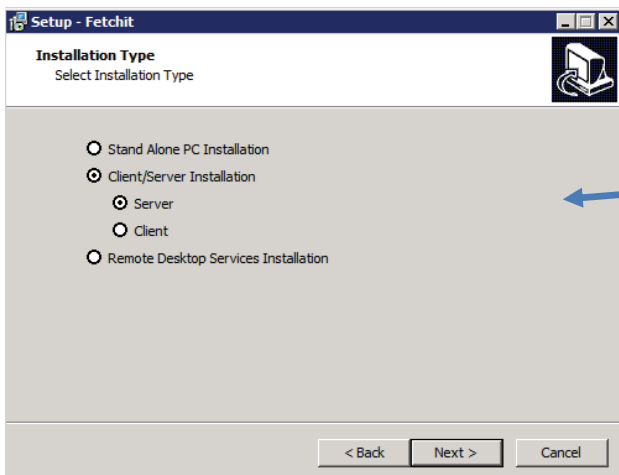 Setup - Fetchit
Installation Type
Select Installation Type
Stand Alone PC Installation
Client/Server Installation
Server
Client
Remote Desktop Services Installation
< Back Next > Cancel